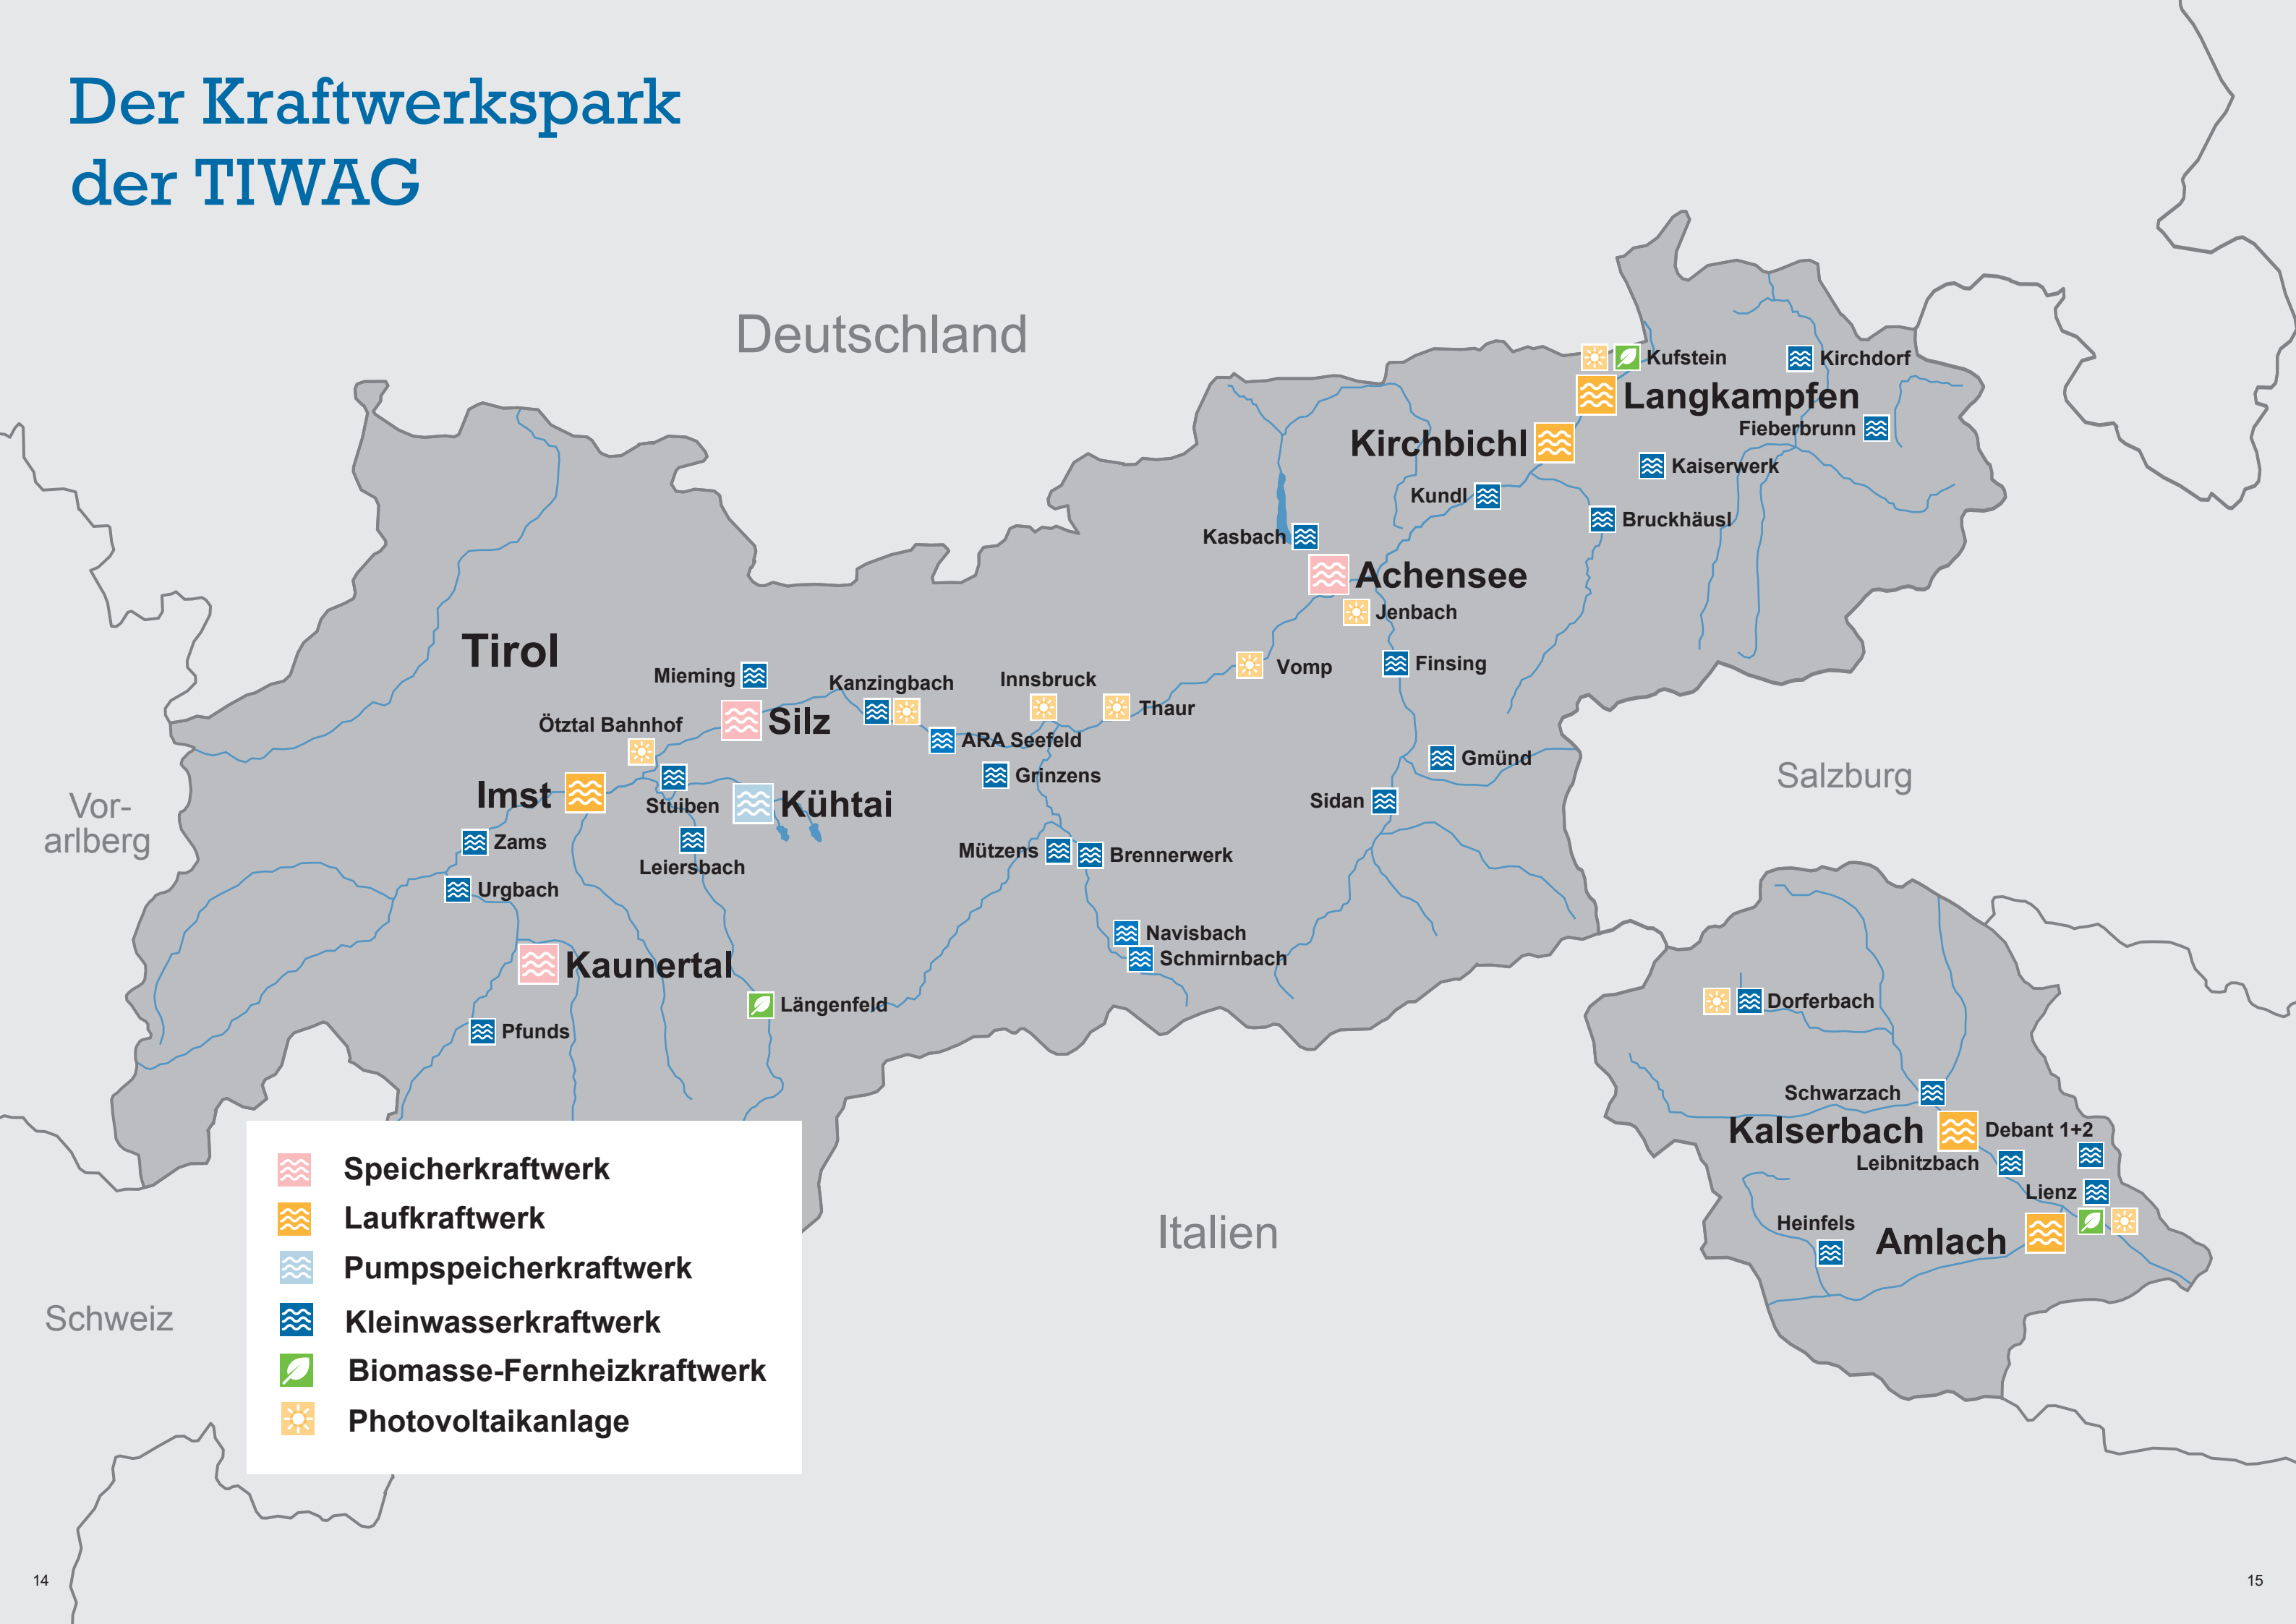 Der Kraftwerkspark
der TIWAG
Deutschland
Kufstein
Kirchdorf
Langkampfen
Fieberbrunn
Kirchbichl
Kaiserwerk
Kundl
Bruckhäusl
Kasbach
Achensee
Jenbach
Tirol
Mieming
Kanzingbach
Innsbruck
Vomp
Finsing
Ötztal Bahnhof
Silz
Thaur
ARA Seefeld
Gmünd
Grinzens
Salzburg
Imst
Stuiben
Kühtai
Sidan
Vor-
arlberg
Zams
Leiersbach
Mützens
Brennerwerk
Urgbach
Navisbach
Schmirnbach
Kaunertal
Längenfeld
Pfunds
Dorferbach
Schwarzach
Kalserbach
Debant 1+2
Leibnitzbach
Lienz
Heinfels
Amlach
Italien
Schweiz
Speicherkraftwerk
Laufkraftwerk
Pumpspeicherkraftwerk
Kleinwasserkraftwerk
Biomasse-Fernheizkraftwerk
Photovoltaikanlage
14
15